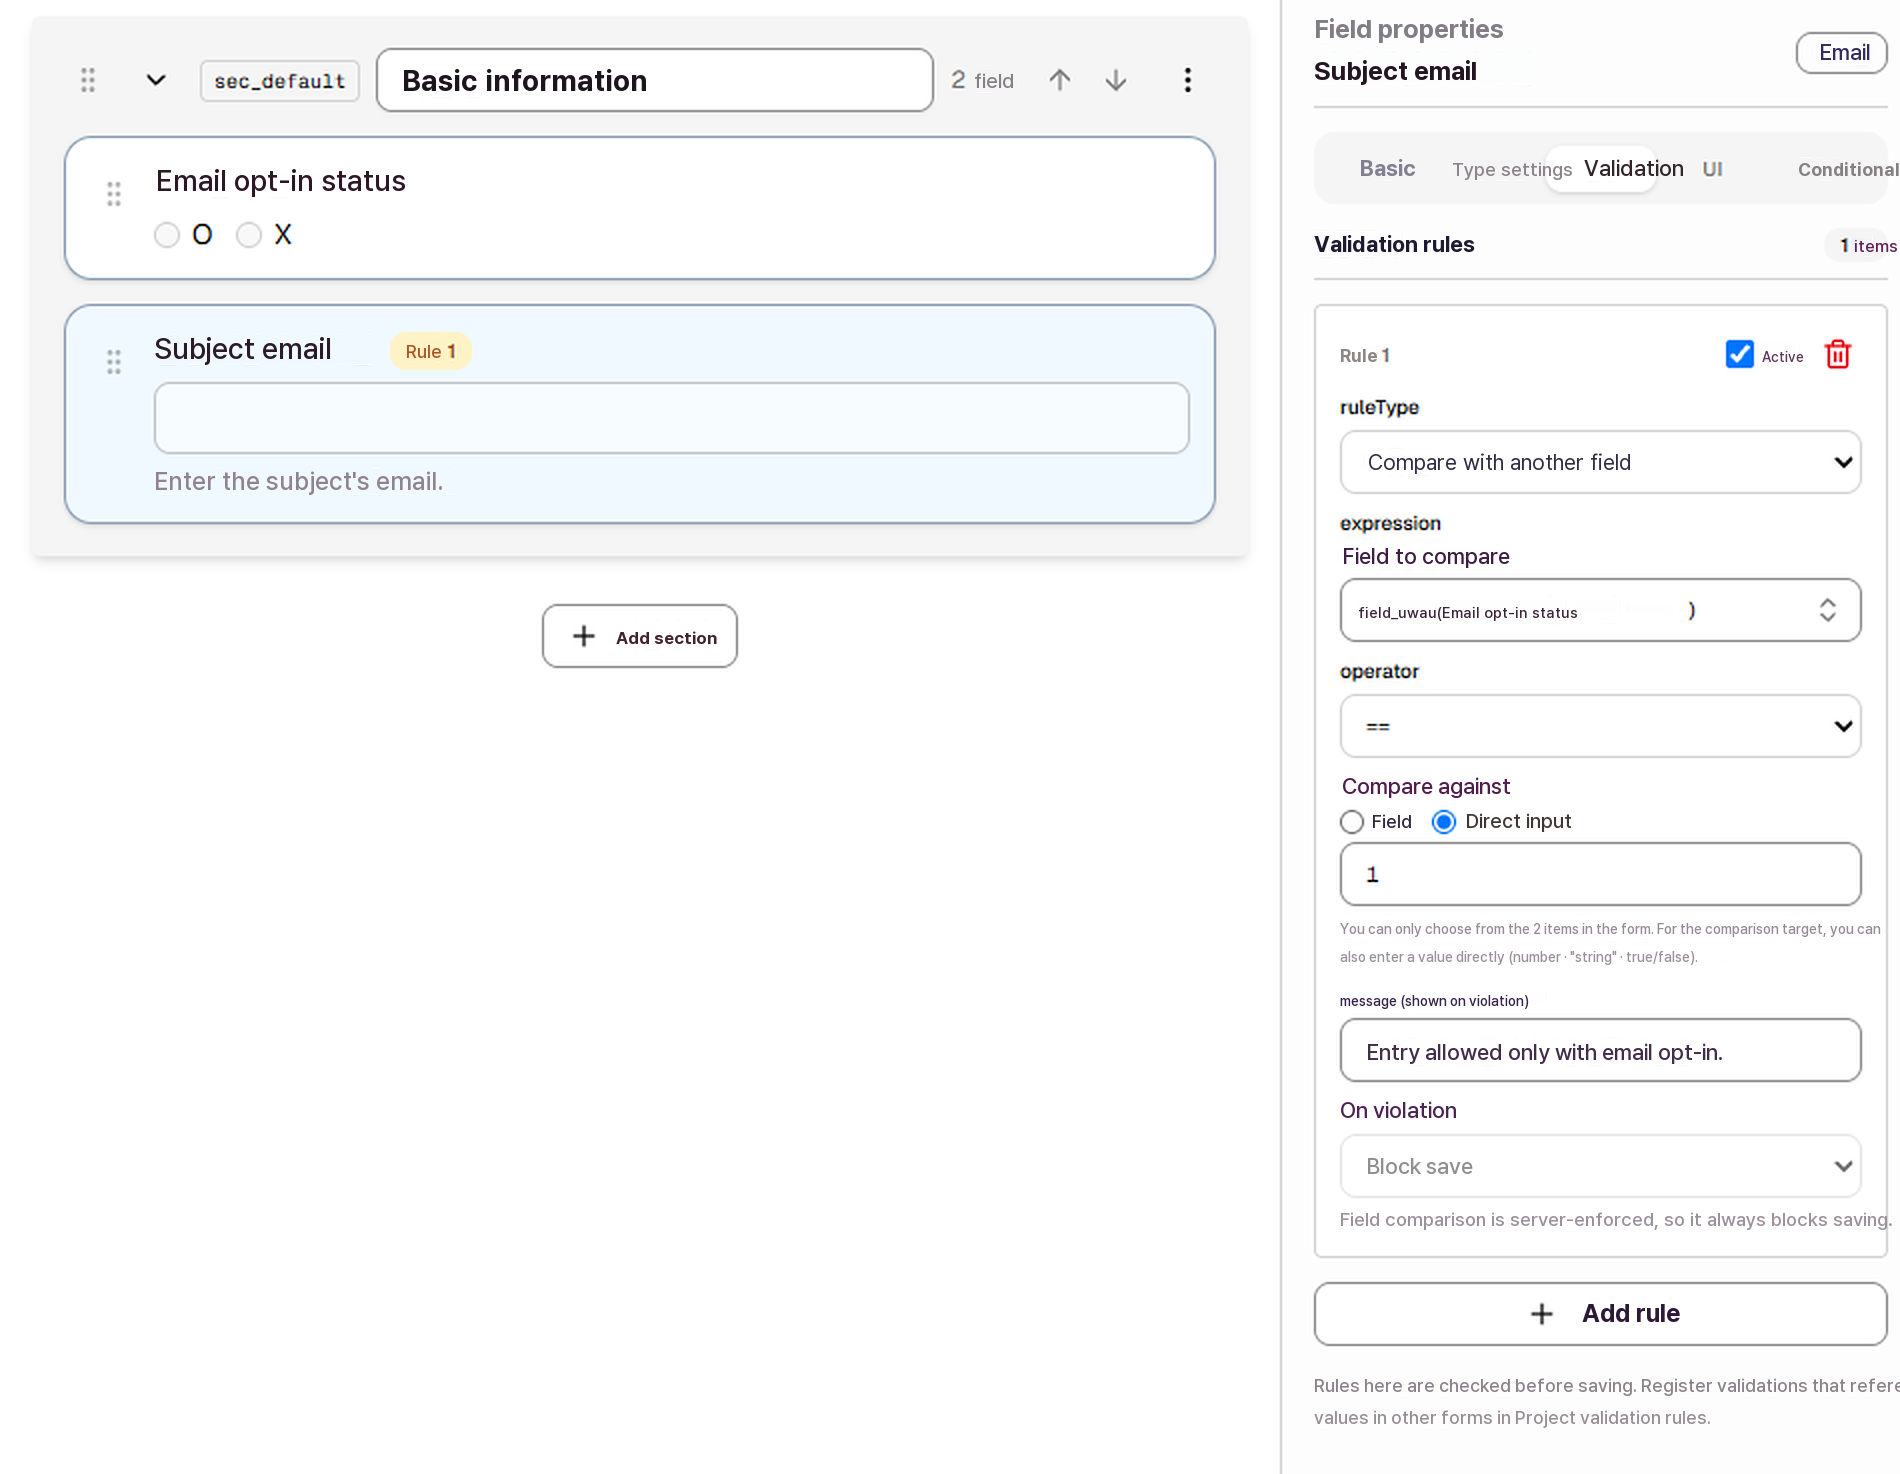 sec_default
Basic information
2 field
Email opt-in status
O X
Subject email
Rule 1
Enter the subject's email.
Add section
Field properties
Subject email
Email
Basic Type settings Validation UI Conditional
Validation rules
1 items
Rule 1
Active
ruleType
Compare with another field
expression
Field to compare
field_uwau(Email opt-in status )
operator
==
Compare against
Field Direct input
1
You can only choose from the 2 items in the form. For the comparison target, you can
also enter a value directly (number · "string" · true/false).
message (shown on violation)
Entry allowed only with email opt-in.
On violation
Block save
Field comparison is server-enforced, so it always blocks saving.
Add rule
Rules here are checked before saving. Register validations that refere
values in other forms in Project validation rules.